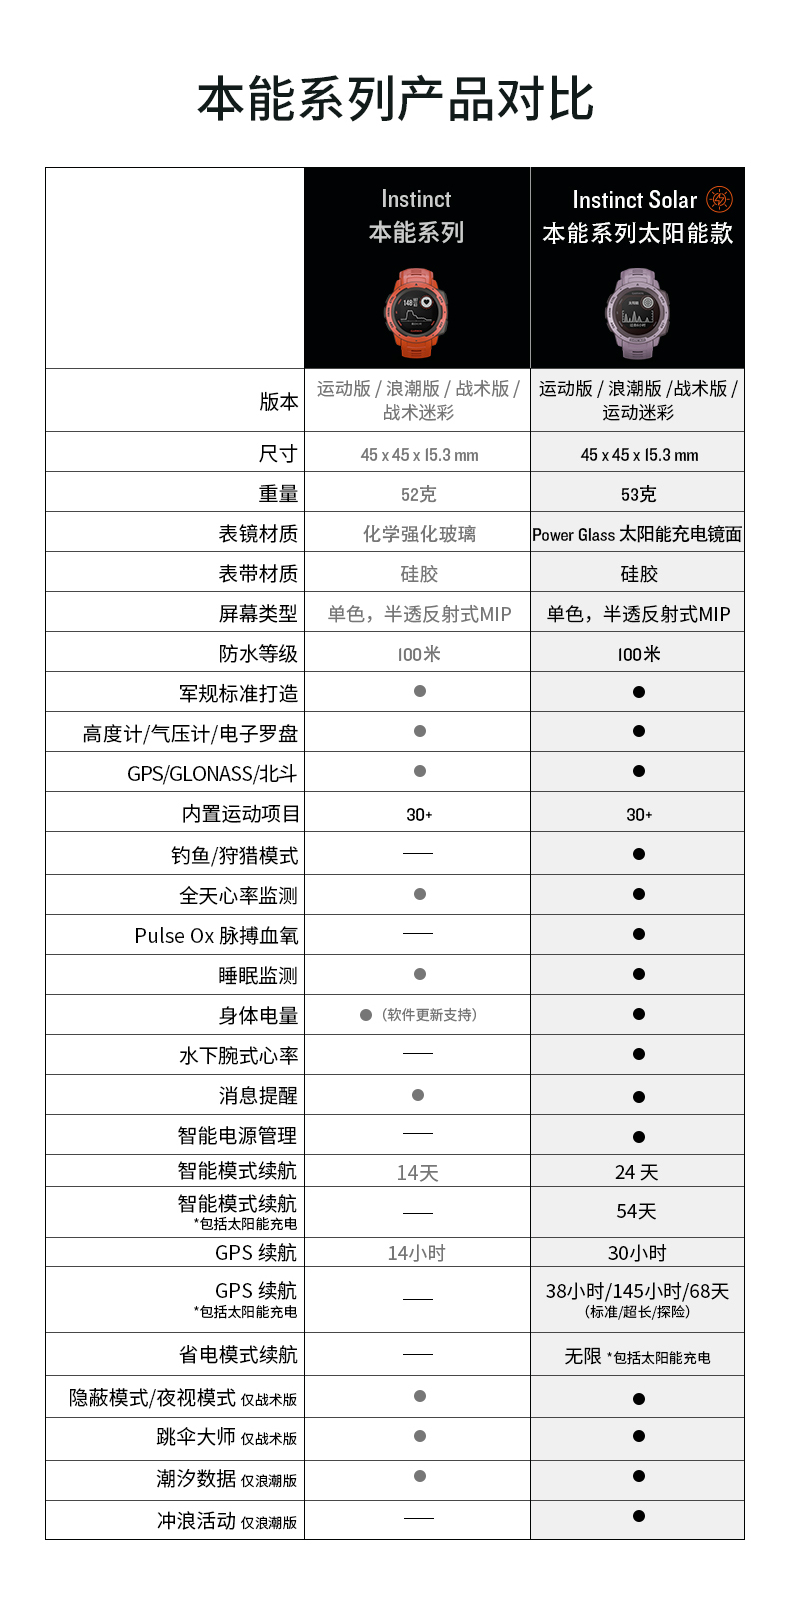 本能系列产品对比
Instinct
本能系列
Instinct Solar
本能系列太阳能款
版本
运动版 / 浪潮版 / 战术版 /
战术迷彩
运动版 / 浪潮版 /战术版 /
运动迷彩
尺寸
45 x 45 x 15.3 mm
45 x 45 x 15.3 mm
重量
52克
53克
表镜材质
化学强化玻璃
Power Glass 太阳能充电镜面
表带材质
硅胶
硅胶
屏幕类型
单色，半透反射式MIP
单色，半透反射式MIP
防水等级
100米
100米
军规标准打造
●
●
高度计/气压计/电子罗盘
●
●
GPS/GLONASS/北斗
●
●
内置运动项目
30+
30+
钓鱼/狩猎模式
—
●
全天心率监测
●
●
Pulse Ox 脉搏血氧
—
●
睡眠监测
●
●
身体电量
●（软件更新支持）
●
水下腕式心率
—
●
消息提醒
●
●
智能电源管理
—
●
智能模式续航
14天
24 天
智能模式续航
*包括太阳能充电
—
54天
GPS 续航
14小时
30小时
GPS 续航
*包括太阳能充电
—
38小时/145小时/68天
（标准/超长/探险）
省电模式续航
—
无限 *包括太阳能充电
隐蔽模式/夜视模式 仅战术版
●
●
跳伞大师 仅战术版
●
●
潮汐数据 仅浪潮版
●
●
冲浪活动 仅浪潮版
—
●